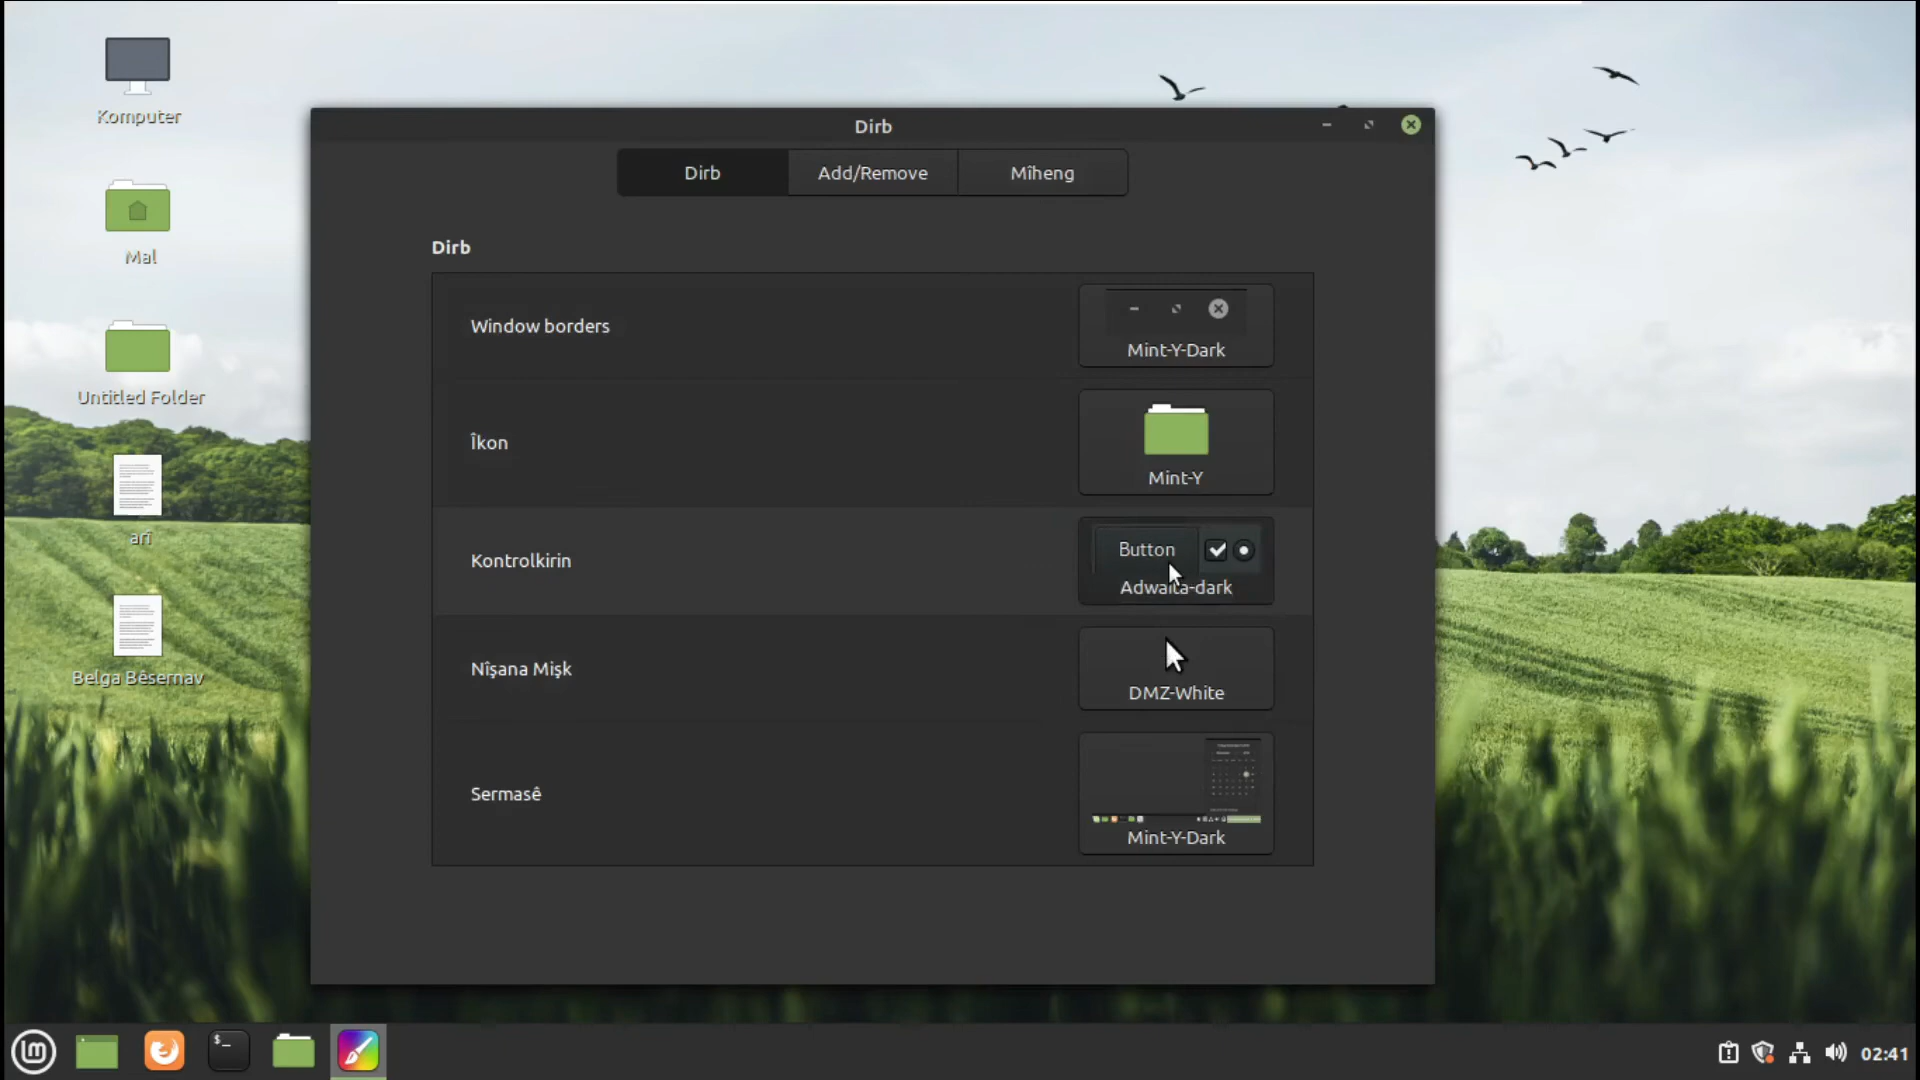 Komputer
Mal
Untitled Folder
arî
Belga Bêsernav
Dirb
Dirb
Add/Remove
Mîheng
Dirb
Window borders
Mint-Y-Dark
Îkon
Mint-Y
Kontrolkirin
Button
Adwaita-dark
Nîşana Mişk
DMZ-White
Sermasê
Mint-Y-Dark
$_
02:41